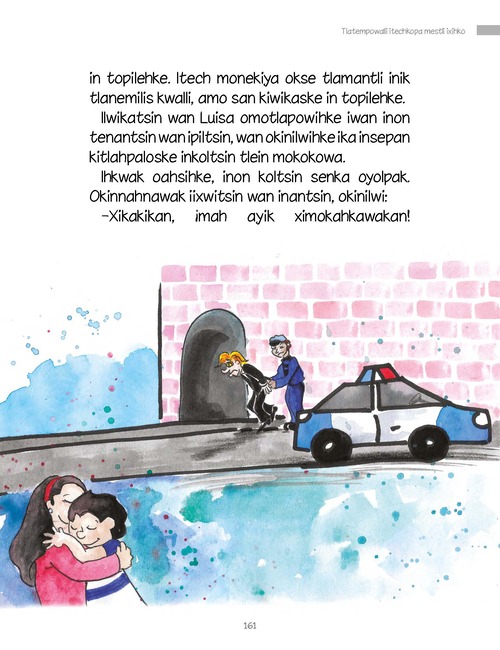 Tlatempowalli itechkopa mestli ixihko
in topilehke. Itech monekiya okse tlamantli inik
tlanemilis kwalli, amo san kiwikaske in topilehke.
Ilwikatsin wan Luisa omotlapowihke iwan inon
tenantsin wan ipiltsin, wan okinilwihke ika insepan
kitlahpaloske inkoltsin tlein mokokowa.
Ihkwak oahsihke, inon koltsin senka oyolpak.
Okinnahnawak iixwitsin wan inantsin, okinilwi:
–Xikakikan, imah ayik ximokahkawakan!
161